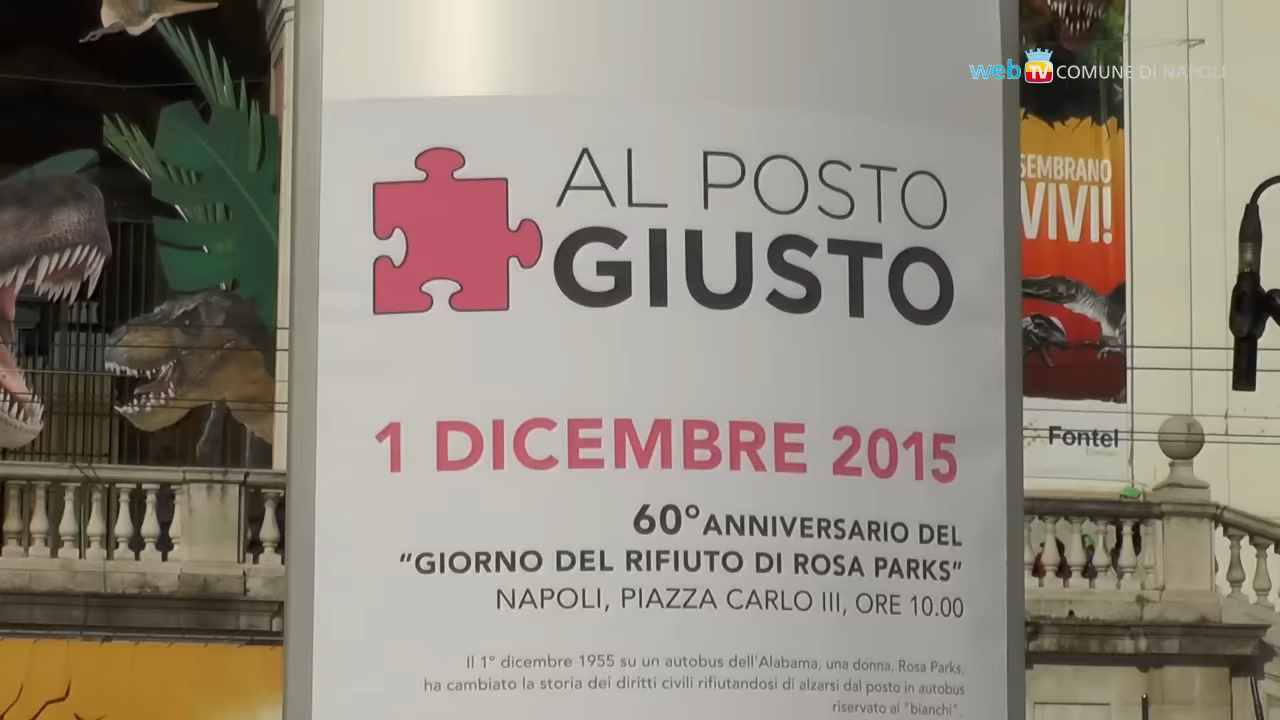 web TV COMUNE DI NAPOLI
AL POSTO
GIUSTO
SEMBRANO
VIVI!
1 DICEMBRE 2015
Fontel
60° ANNIVERSARIO DEL
"GIORNO DEL RIFIUTO DI ROSA PARKS"
NAPOLI, PIAZZA CARLO III, ORE 10.00
Il 1° dicembre 1955 su un autobus dell'Alabama, una donna, Rosa Parks,
ha cambiato la storia dei diritti civili rifiutandosi di alzarsi dal posto in autobus
riservato ai "bianchi".